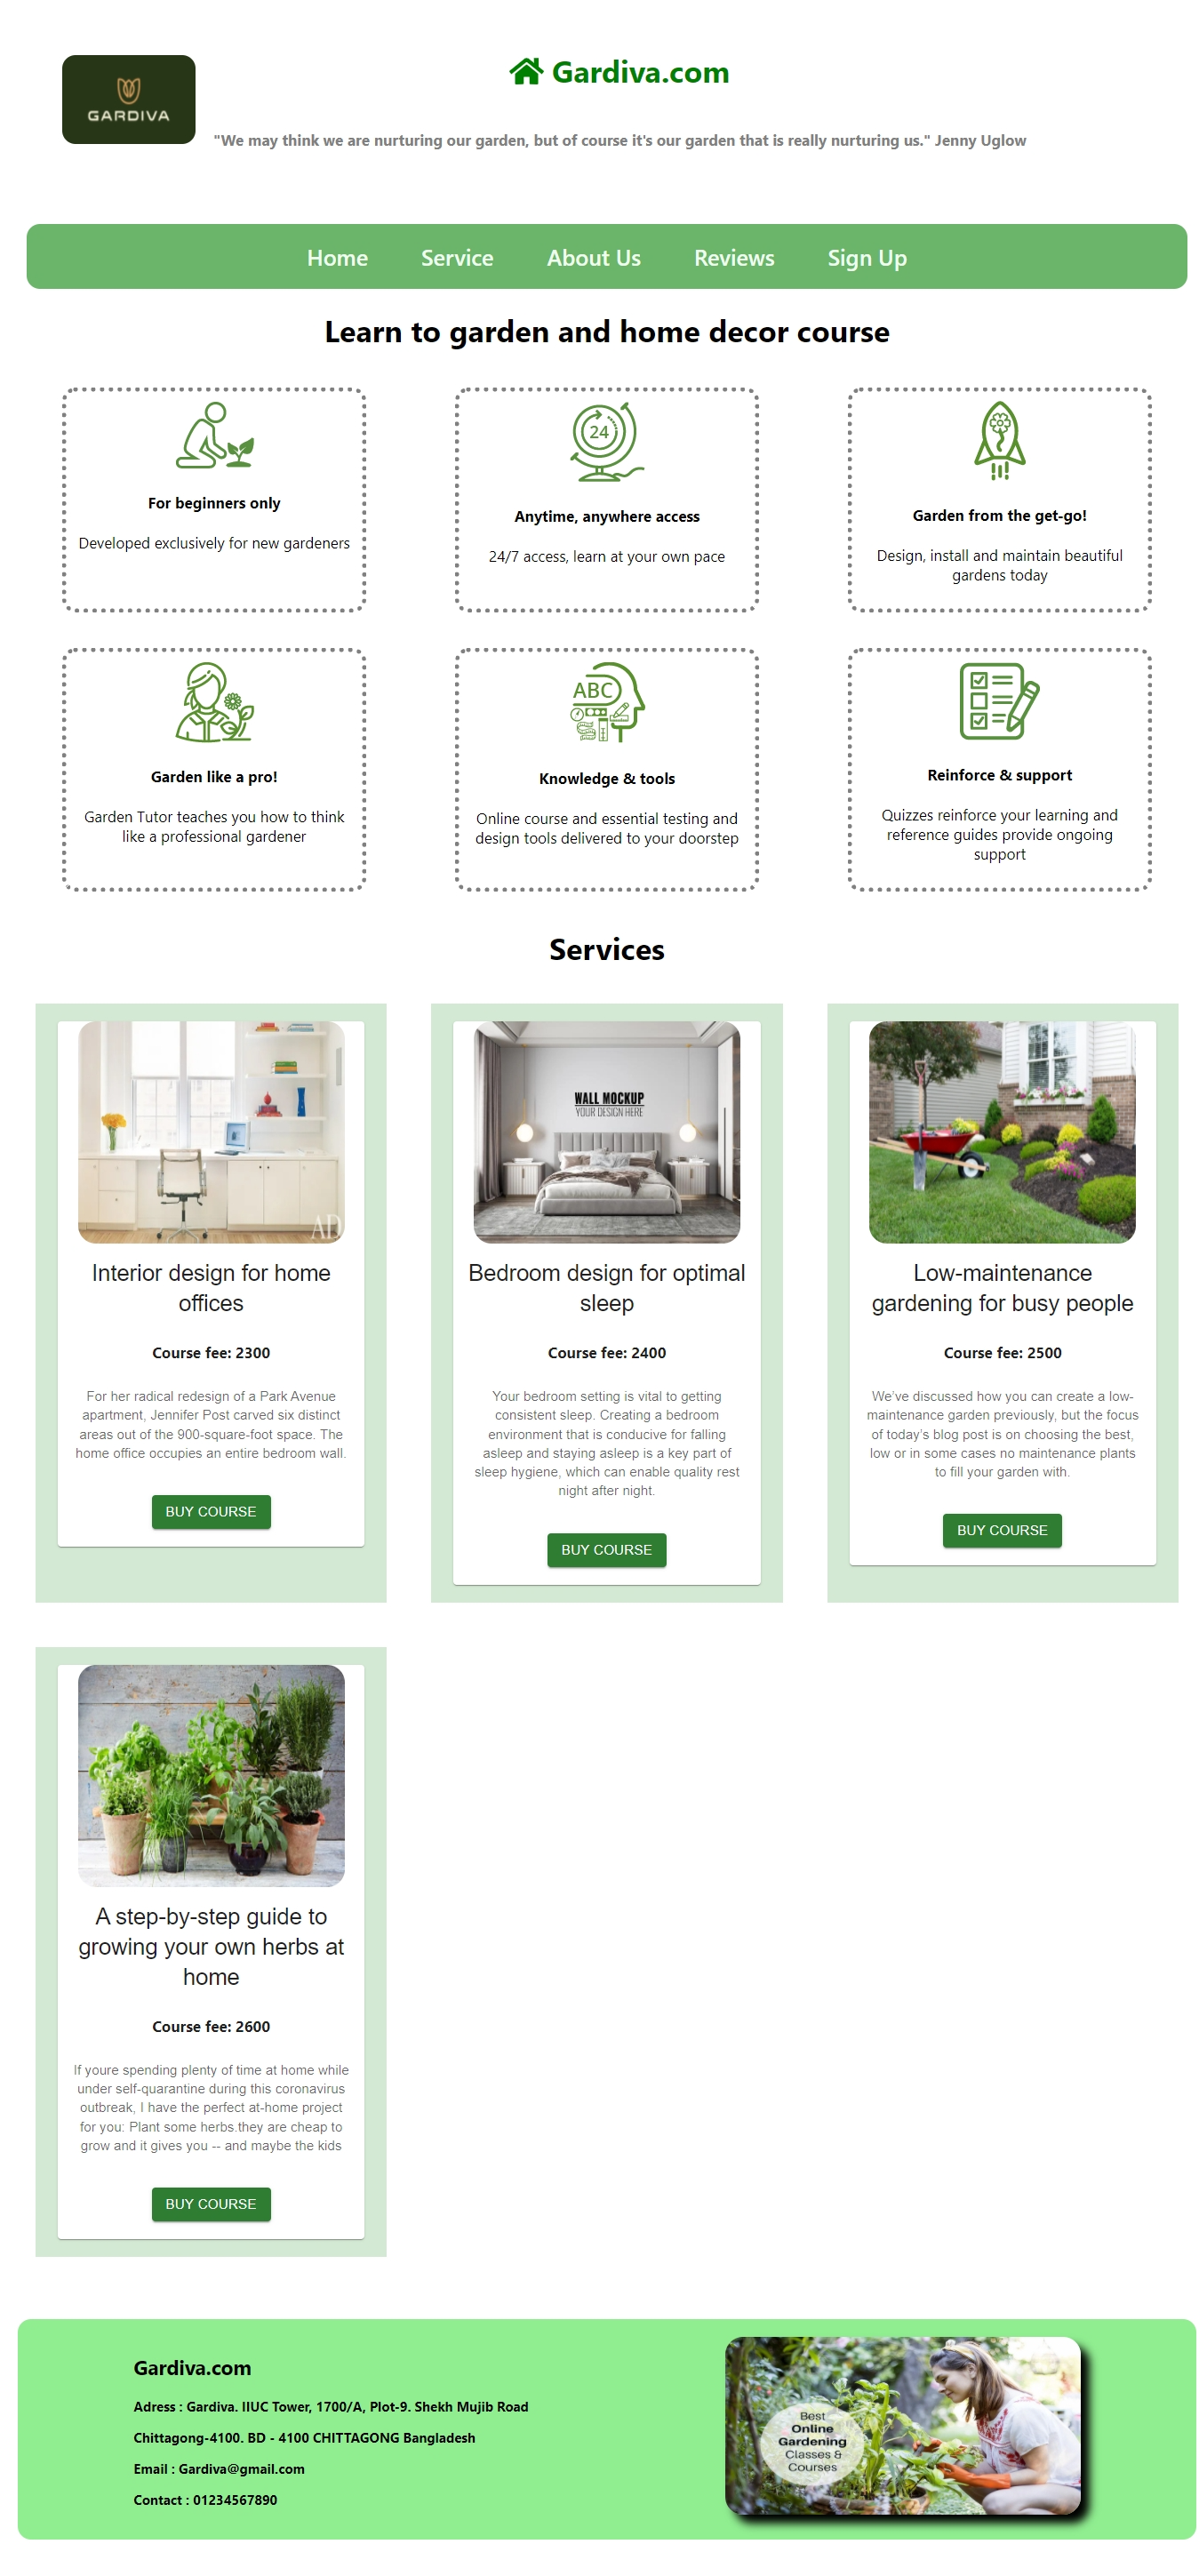 GARDIVA
Gardiva.com
"We may think we are nurturing our garden, but of course it's our garden that is really nurturing us." Jenny Uglow
Home Service About Us Reviews Sign Up
Learn to garden and home decor course
For beginners only
Developed exclusively for new gardeners
24
Anytime, anywhere access
24/7 access, learn at your own pace
Garden from the get-go!
Design, install and maintain beautiful
gardens today
Garden like a pro!
Garden Tutor teaches you how to think
like a professional gardener
ABC
Knowledge & tools
Online course and essential testing and
design tools delivered to your doorstep
Reinforce & support
Quizzes reinforce your learning and
reference guides provide ongoing
support
Services
AD
Interior design for home
offices
Course fee: 2300
For her radical redesign of a Park Avenue
apartment, Jennifer Post carved six distinct
areas out of the 900-square-foot space. The
home office occupies an entire bedroom wall.
BUY COURSE
WALL MOCKUP
YOUR DESIGN HERE
Bedroom design for optimal
sleep
Course fee: 2400
Your bedroom setting is vital to getting
consistent sleep. Creating a bedroom
environment that is conducive for falling
asleep and staying asleep is a key part of
sleep hygiene, which can enable quality rest
night after night.
BUY COURSE
Low-maintenance
gardening for busy people
Course fee: 2500
We've discussed how you can create a low-
maintenance garden previously, but the focus
of today's blog post is on choosing the best,
low or in some cases no maintenance plants
to fill your garden with.
BUY COURSE
A step-by-step guide to
growing your own herbs at
home
Course fee: 2600
If youre spending plenty of time at home while
under self-quarantine during this coronavirus
outbreak, I have the perfect at-home project
for you: Plant some herbs.they are cheap to
grow and it gives you -- and maybe the kids
BUY COURSE
Gardiva.com
Adress : Gardiva. IIUC Tower, 1700/A, Plot-9. Shekh Mujib Road
Chittagong-4100. BD - 4100 CHITTAGONG Bangladesh
Email : Gardiva@gmail.com
Contact : 01234567890
Best
Online
Gardening
Classes &
Courses